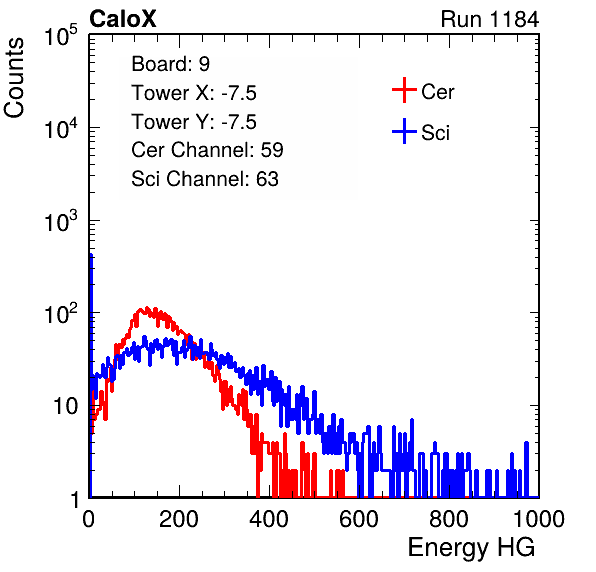 CaloX Run 1184
Counts
10^5
10^4
10^3
10^2
10
1
Board: 9
Tower X: -7.5
Tower Y: -7.5
Cer Channel: 59
Sci Channel: 63
Cer
Sci
0 200 400 600 800 1000
Energy HG